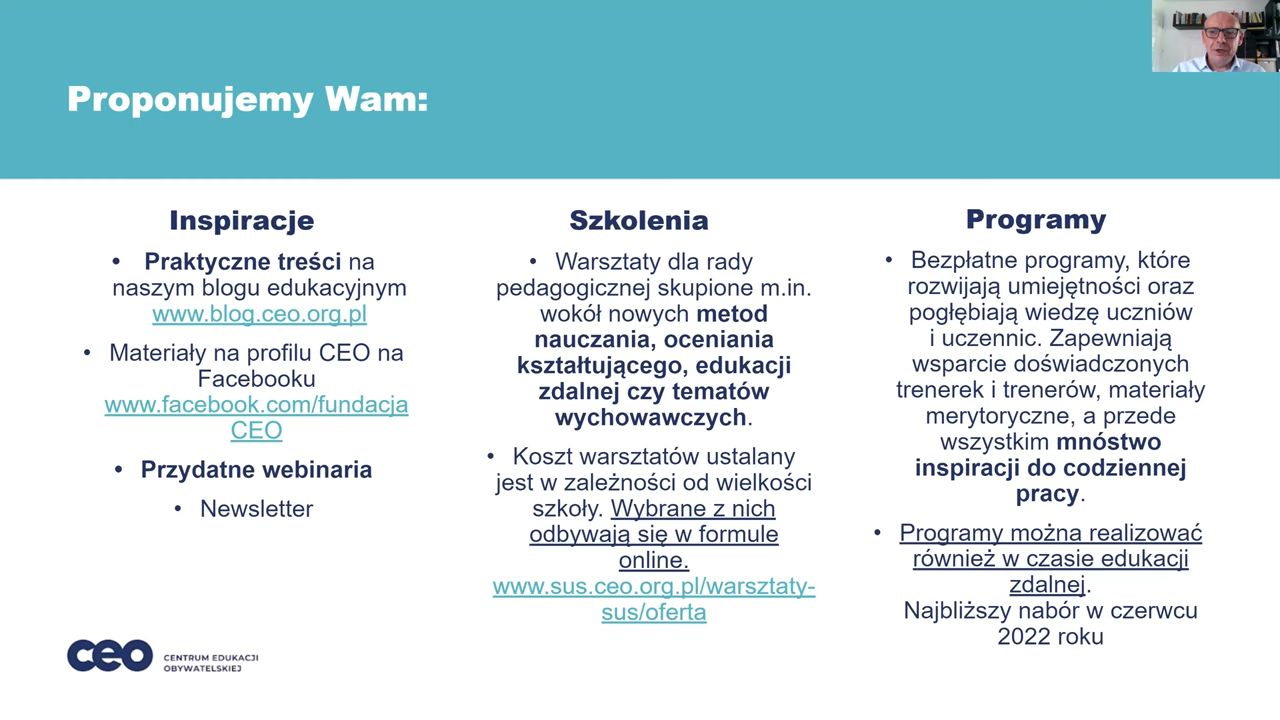 Proponujemy Wam:
Inspiracje
• Praktyczne treści na
naszym blogu edukacyjnym
www.blog.ceo.org.pl
• Materiały na profilu CEO na
Facebooku
www.facebook.com/fundacja
CEO
• Przydatne webinaria
• Newsletter
Szkolenia
• Warsztaty dla rady
pedagogicznej skupione m.in.
wokół nowych metod
nauczania, oceniania
kształtującego, edukacji
zdalnej czy tematów
wychowawczych.
• Koszt warsztatów ustalany
jest w zależności od wielkości
szkoły. Wybrane z nich
odbywają się w formule
online.
www.sus.ceo.org.pl/warsztaty-
sus/oferta
Programy
• Bezpłatne programy, które
rozwijają umiejętności oraz
pogłębiają wiedzę uczniów
i uczennic. Zapewniają
wsparcie doświadczonych
trenerek i trenerów, materiały
merytoryczne, a przede
wszystkim mnóstwo
inspiracji do codziennej
pracy.
• Programy można realizować
również w czasie edukacji
zdalnej.
Najbliższy nabór w czerwcu
2022 roku
ceo CENTRUM EDUKACJI
OBYWATELSKIEJ